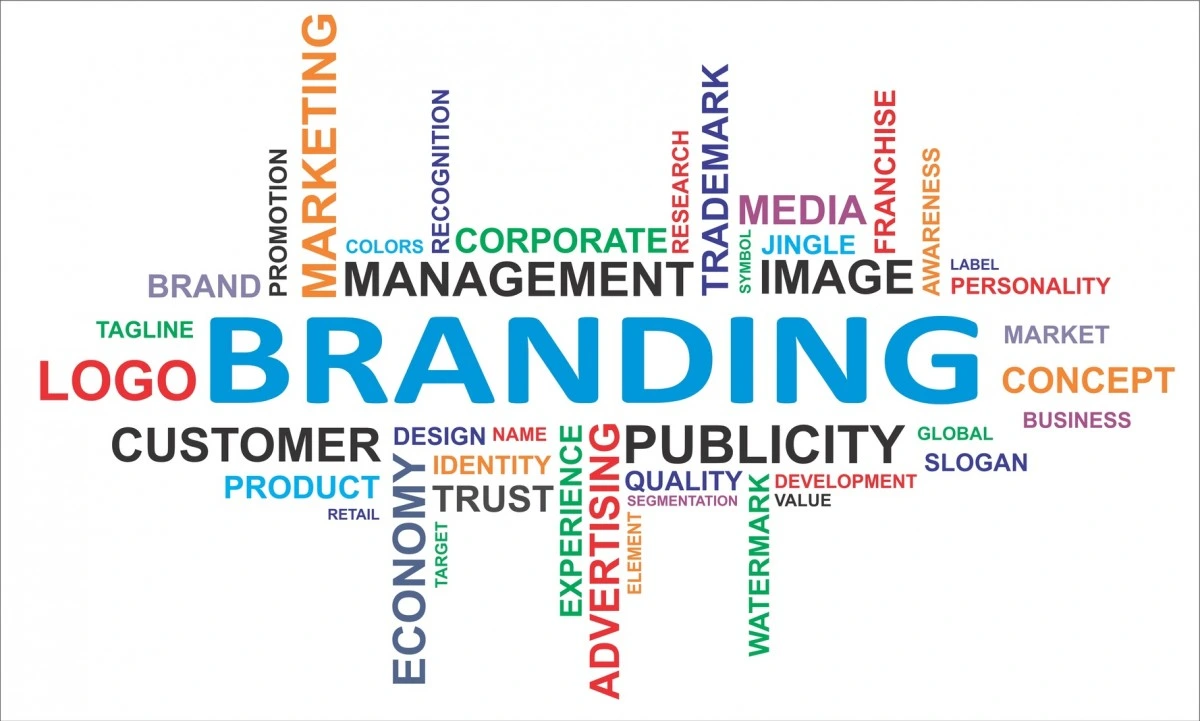 MARKETING
PROMOTION
RECOGNITION
RESEARCH
TRADEMARK
FRANCHISE
AWARENESS
MEDIA
COLORS
CORPORATE
SYMBOL
JINGLE
LABEL
BRAND
MANAGEMENT
IMAGE
PERSONALITY
TAGLINE
MARKET
LOGO
BRANDING
CONCEPT
BUSINESS
CUSTOMER
DESIGN
NAME
EXPERIENCE
ADVERTISING
PUBLICITY
GLOBAL
SLOGAN
ECONOMY
IDENTITY
PRODUCT
TRUST
QUALITY
DEVELOPMENT
SEGMENTATION
VALUE
RETAIL
TARGET
ELEMENT
WATERMARK